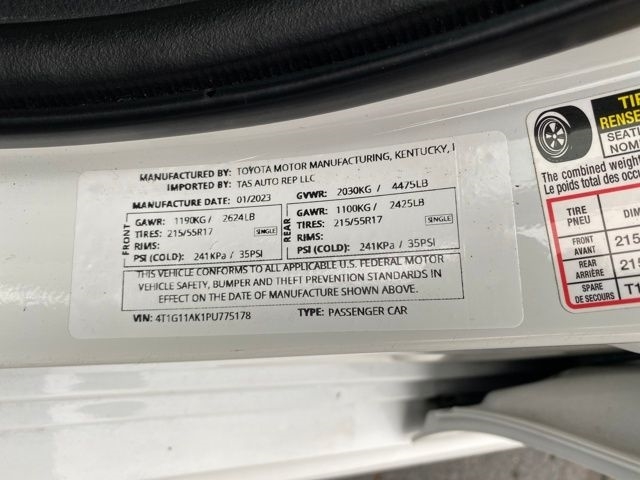 MANUFACTURED BY: TOYOTA MOTOR MANUFACTURING, KENTUCKY, I
IMPORTED BY: TAS AUTO REP LLC
MANUFACTURE DATE: 01/2023 GVWR: 2030KG / 4475LB
FRONT
GAWR: 1190KG / 2624LB
TIRES: 215/55R17 SINGLE
RIMS:
PSI (COLD): 241KPa / 35PSI
REAR
GAWR: 1100KG / 2425LB
TIRES: 215/55R17 SINGLE
RIMS:
PSI (COLD): 241KPa / 35PSI
THIS VEHICLE CONFORMS TO ALL APPLICABLE U.S. FEDERAL MOTOR
VEHICLE SAFETY, BUMPER AND THEFT PREVENTION STANDARDS IN
EFFECT ON THE DATE OF MANUFACTURE SHOWN ABOVE.
VIN: 4T1G11AK1PU775178 TYPE: PASSENGER CAR
TIR
RENSE
SEATI
NOMI
The combined weight
Le poids total des occu
TIRE DIM
PNEU
FRONT 215
AVANT
REAR 215
ARRIÈRE
SPARE T1
DE SECOURS